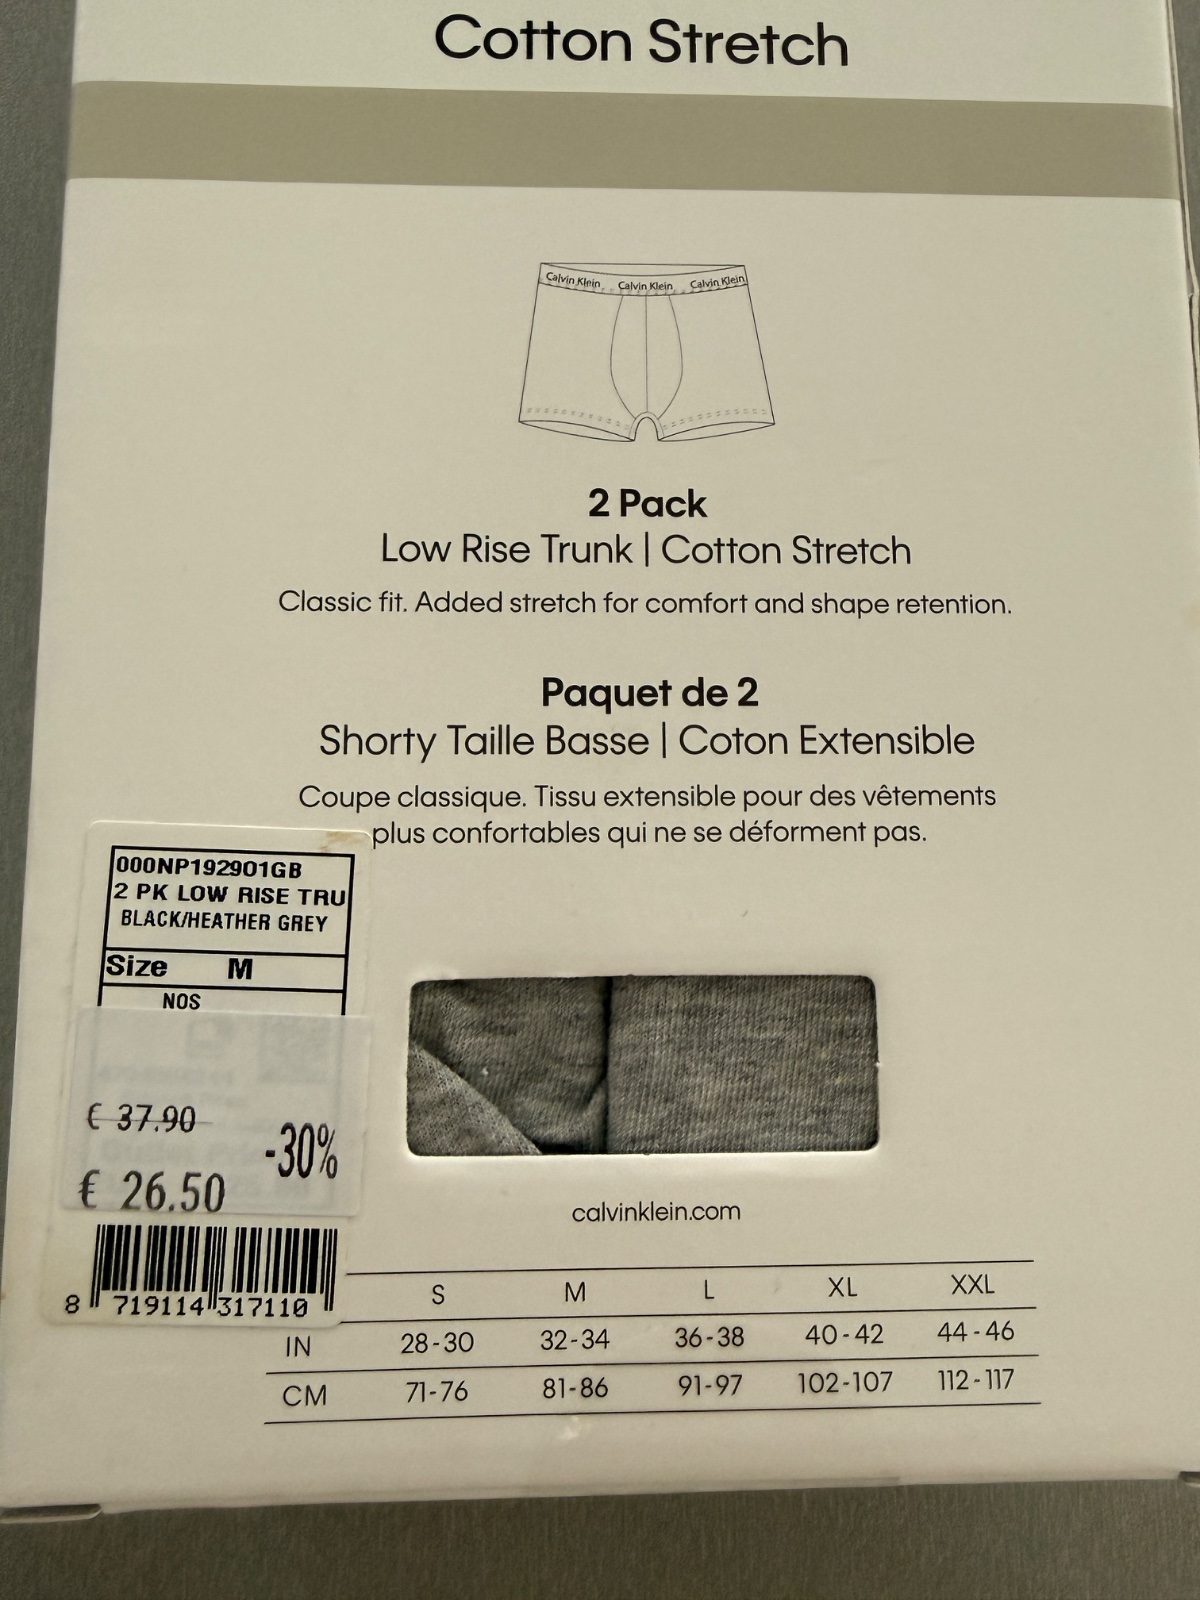 Cotton Stretch
Calvin Klein Calvin Klein Calvin Klein
2 Pack
Low Rise Trunk | Cotton Stretch
Classic fit. Added stretch for comfort and shape retention.
Paquet de 2
Shorty Taille Basse | Coton Extensible
Coupe classique. Tissu extensible pour des vêtements
plus confortables qui ne se déforment pas.
000NP192901GB
2 PK LOW RISE TRU
BLACK/HEATHER GREY
Size M
NOS
€ 37.90
-30%
€ 26.50
8 719114 317110
calvinklein.com
S M L XL XXL
IN 28-30 32-34 36-38 40-42 44-46
CM 71-76 81-86 91-97 102-107 112-117